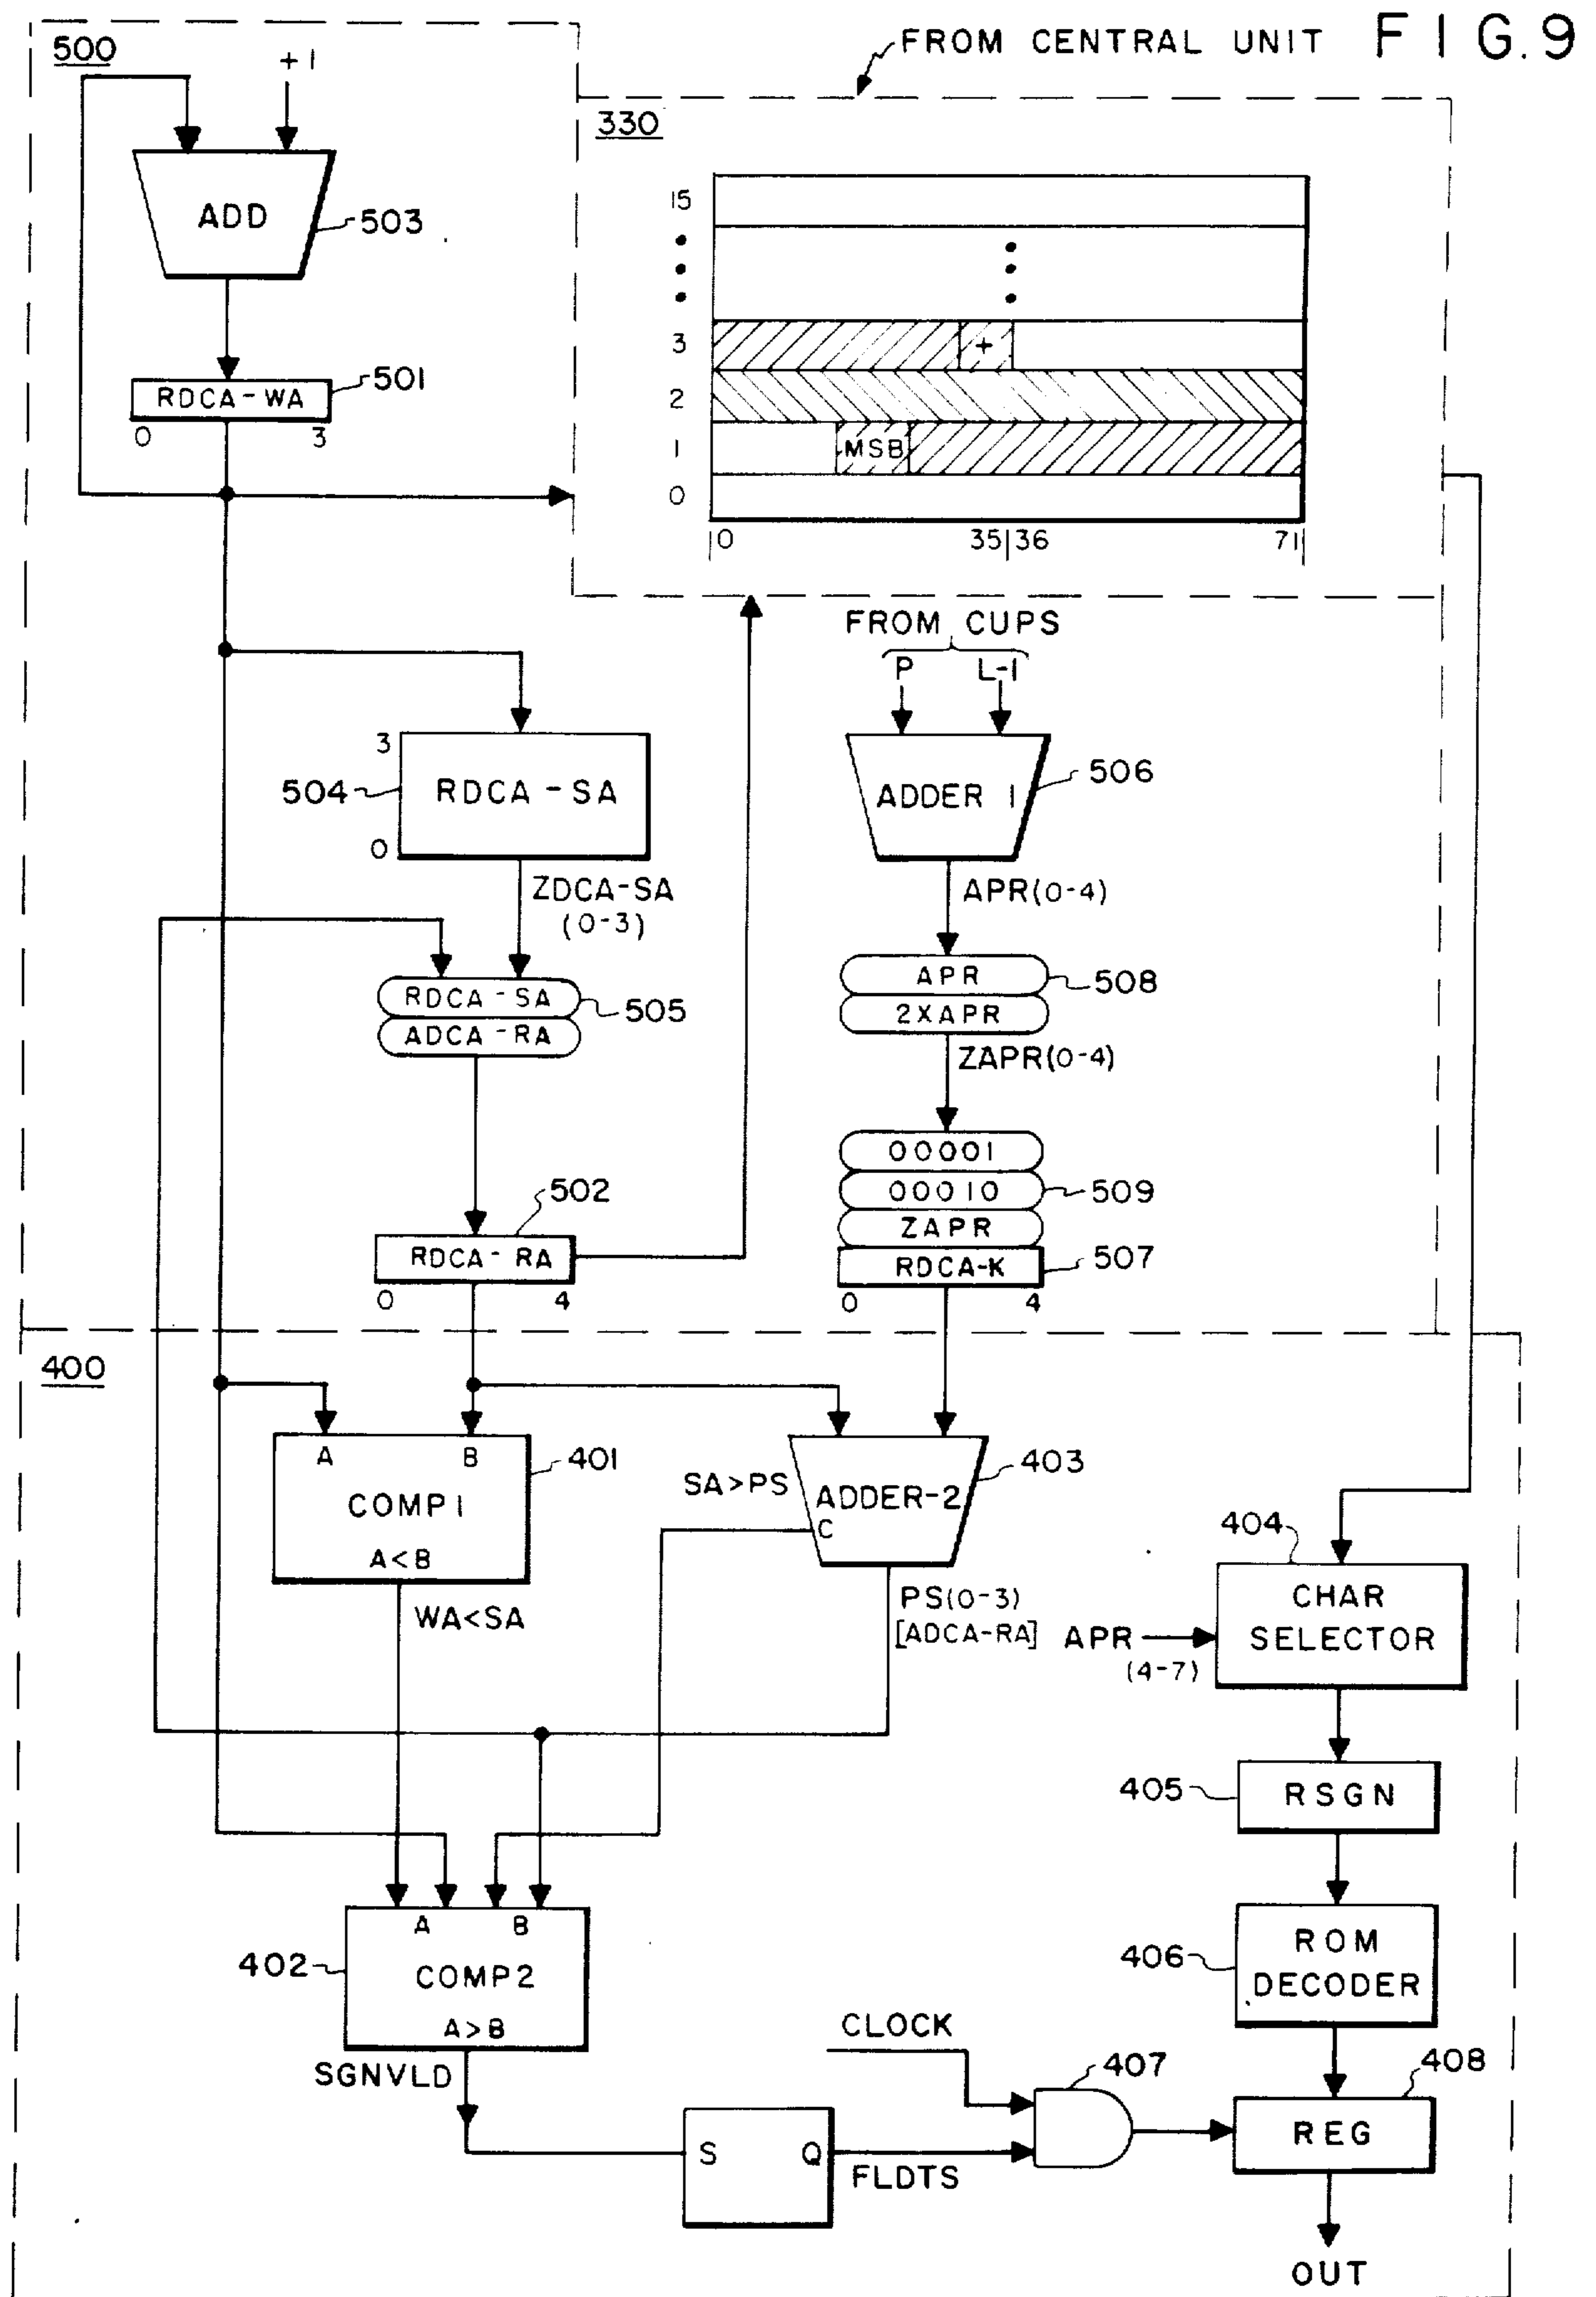 FROM CENTRAL UNIT
FIG. 9
500
+1
ADD
503
RDCA-WA
501
0 3
330
15
3
+
2
1
MSB
0
0 35 36 71
FROM CUPS
P L-1
ADDER 1
506
3
RDCA-SA
504
0
ZDCA-SA
(0-3)
APR(0-4)
RDCA-SA
ADCA-RA
505
APR
2XAPR
508
ZAPR(0-4)
00001
00010
ZAPR
509
RDCA-K
507
0 4
502
RDCA-RA
0 4
400
A B
COMP1
A<B
401
WA<SA
SA>PS
ADDER-2
C
403
PS(0-3)
[ADCA-RA]
404
CHAR
SELECTOR
APR
(4-7)
405
RSGN
406
ROM
DECODER
A B
402
COMP2
A>B
SGNVLD
CLOCK
S Q
FLDTS
407
408
REG
OUT